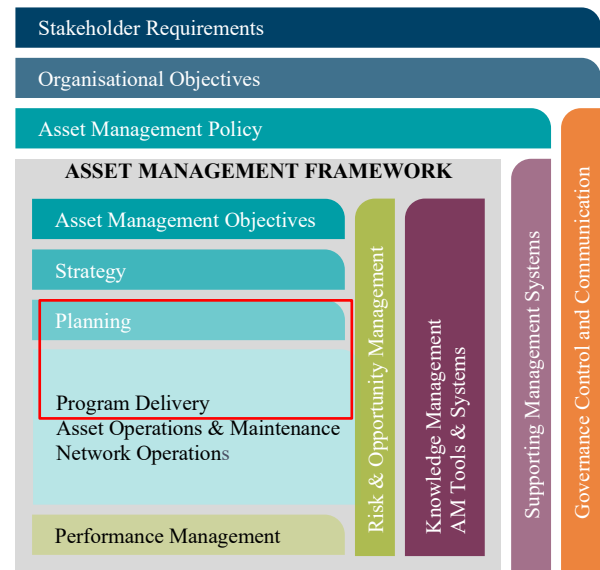 Stakeholder Requirements
Organisational Objectives
Asset Management Policy
ASSET MANAGEMENT FRAMEWORK
Asset Management Objectives
Strategy
Planning
Program Delivery
Asset Operations & Maintenance
Network Operations
Performance Management
Risk & Opportunity Management
Knowledge Management
AM Tools & Systems
Supporting Management Systems
Governance Control and Communication